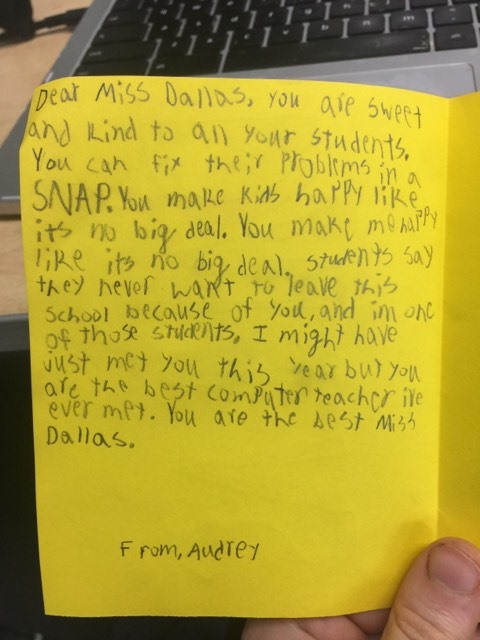 Dear Miss Dallas, you are sweet
and kind to all your students.
You can fix their problems in a
SNAP. You make kids happy like
its no big deal. You make me happy
like its no big deal. students say
they never want to leave this
school because of you, and im one
of those students. I might have
just met you this year but you
are the best computer teacher ive
ever met. You are the best Miss
Dallas.
From, Audrey